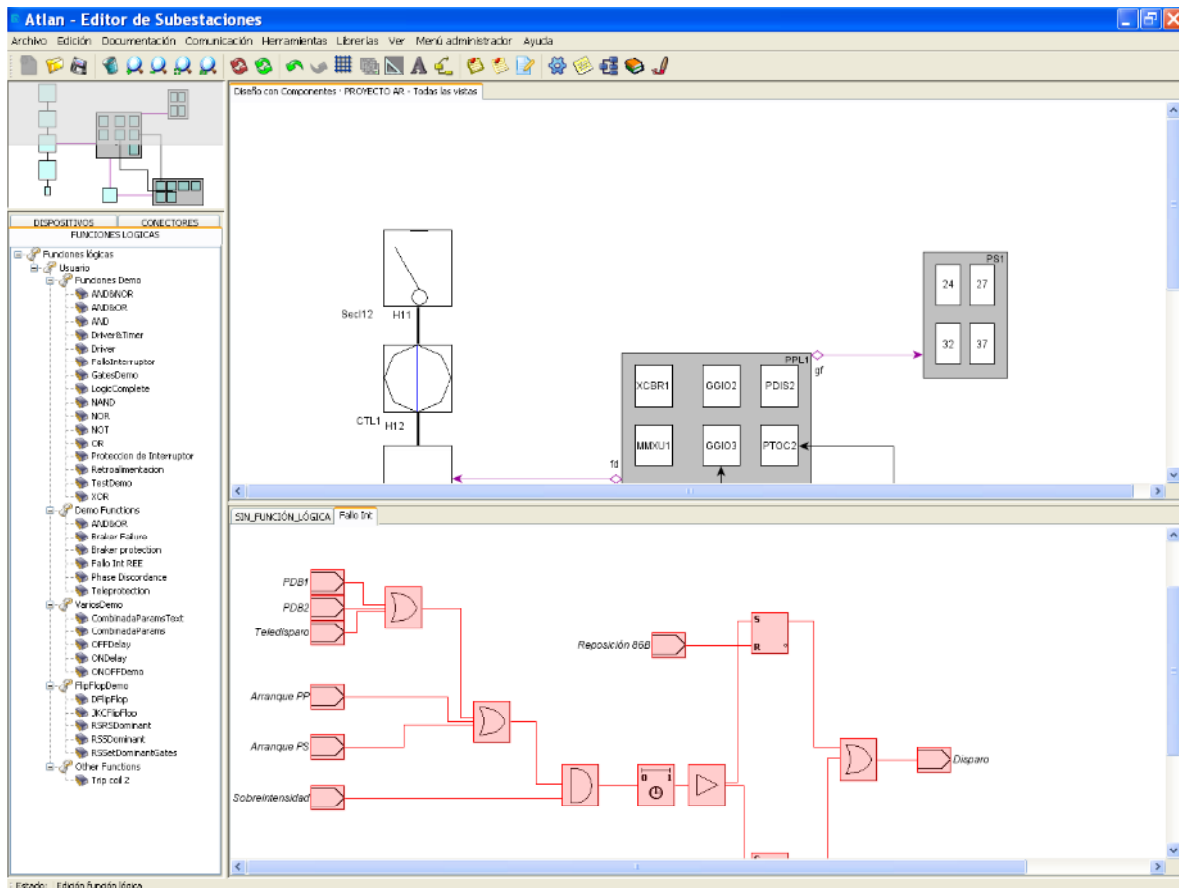 Atlan - Editor de Subestaciones
Archivo Edición Documentación Comunicación Herramientas Librerías Ver Menú administrador Ayuda
Diseño con Componentes · PROYECTO AR - Todas las vistas
DISPOSITIVOS CONECTORES
FUNCIONES LOGICAS
Funciones lógicas
Usuario
Funciones Demo
AND&NOR
AND&OR
AND
Driver&Timer
Driver
FalloInterruptor
GatesDemo
LogicComplete
NAND
NOR
NOT
OR
Proteccion de Interruptor
Retroalimentacion
TestDemo
XOR
Demo Functions
AND&OR
Braker Failure
Braker protection
Fallo Int REE
Phase Discordance
Teleprotection
VariosDemo
CombinadaParamsText
CombinadaParams
OFFDelay
ONDelay
ONOFFDemo
FlipFlopDemo
DFlipFlop
JKCFlipFlop
RSRSDominant
RSSDominant
RSSetDominantGates
Other Functions
Trip coil 2
Secl12 H11
CTL1 H12
PS1
24 27
32 37
PPL1
gf
XCBR1 GGIO2 PDIS2
MMXU1 GGIO3 PTOC2
fd
SIN_FUNCIÓN_LÓGICA Fallo Int
PDB1
PDB2
Teledisparo
Reposición 86B
S
R
Arranque PP
Arranque PS
Sobreintensidad
0 1
Disparo
Estado: Edición función lógica